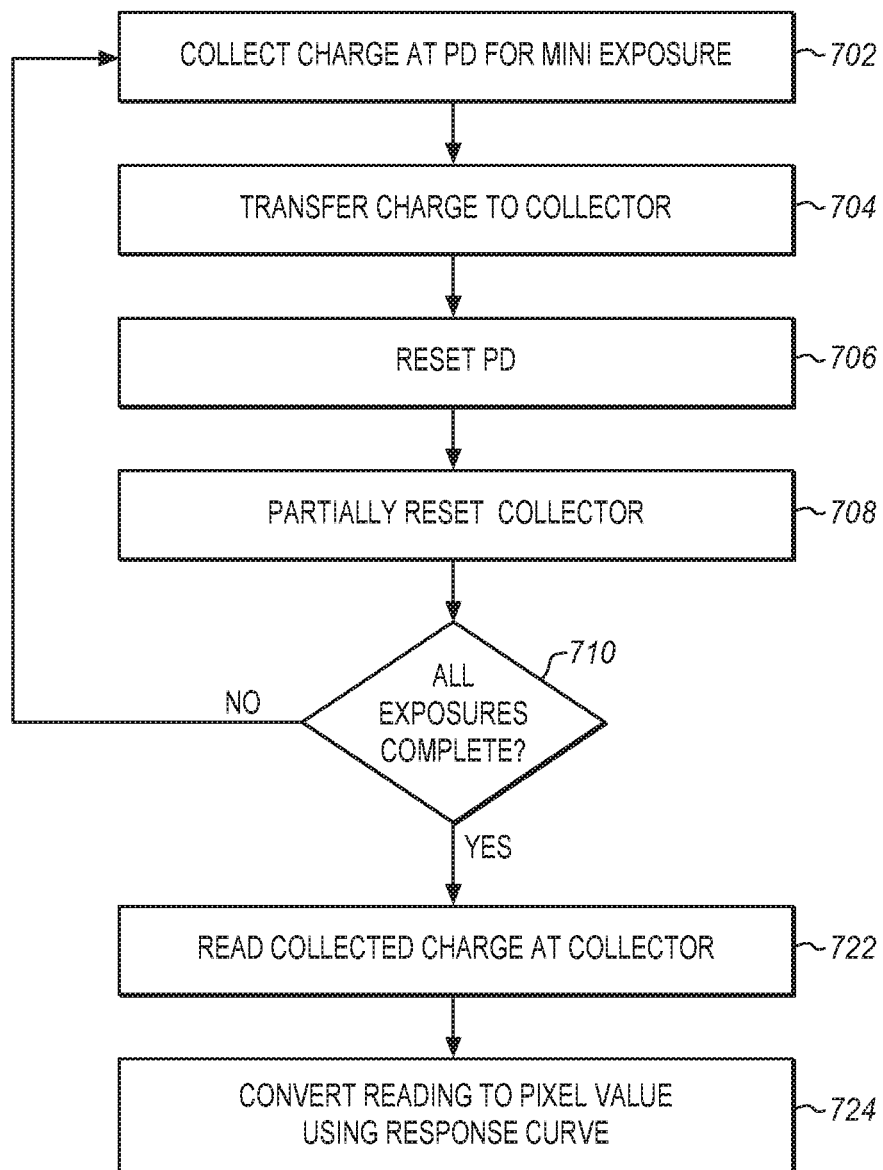 COLLECT CHARGE AT PD FOR MINI EXPOSURE
702
TRANSFER CHARGE TO COLLECTOR
704
RESET PD
706
PARTIALLY RESET COLLECTOR
708
710
ALL
EXPOSURES
COMPLETE?
NO
YES
READ COLLECTED CHARGE AT COLLECTOR
722
CONVERT READING TO PIXEL VALUE
USING RESPONSE CURVE
724